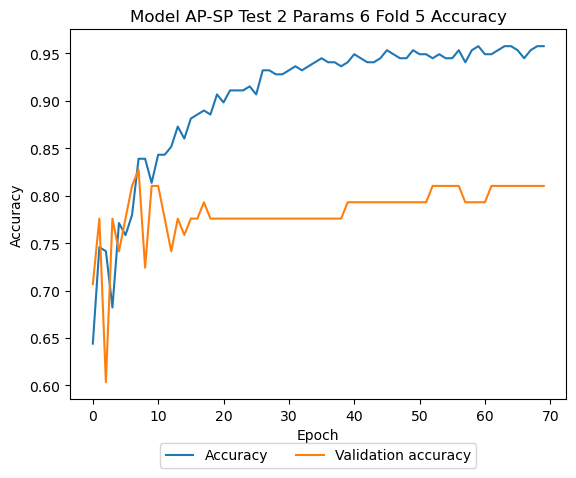 Model AP-SP Test 2 Params 6 Fold 5 Accuracy
0.95
0.90
0.85
0.80
0.75
0.70
0.65
0.60
Accuracy
0 10 20 30 40 50 60 70
Epoch
Accuracy Validation accuracy